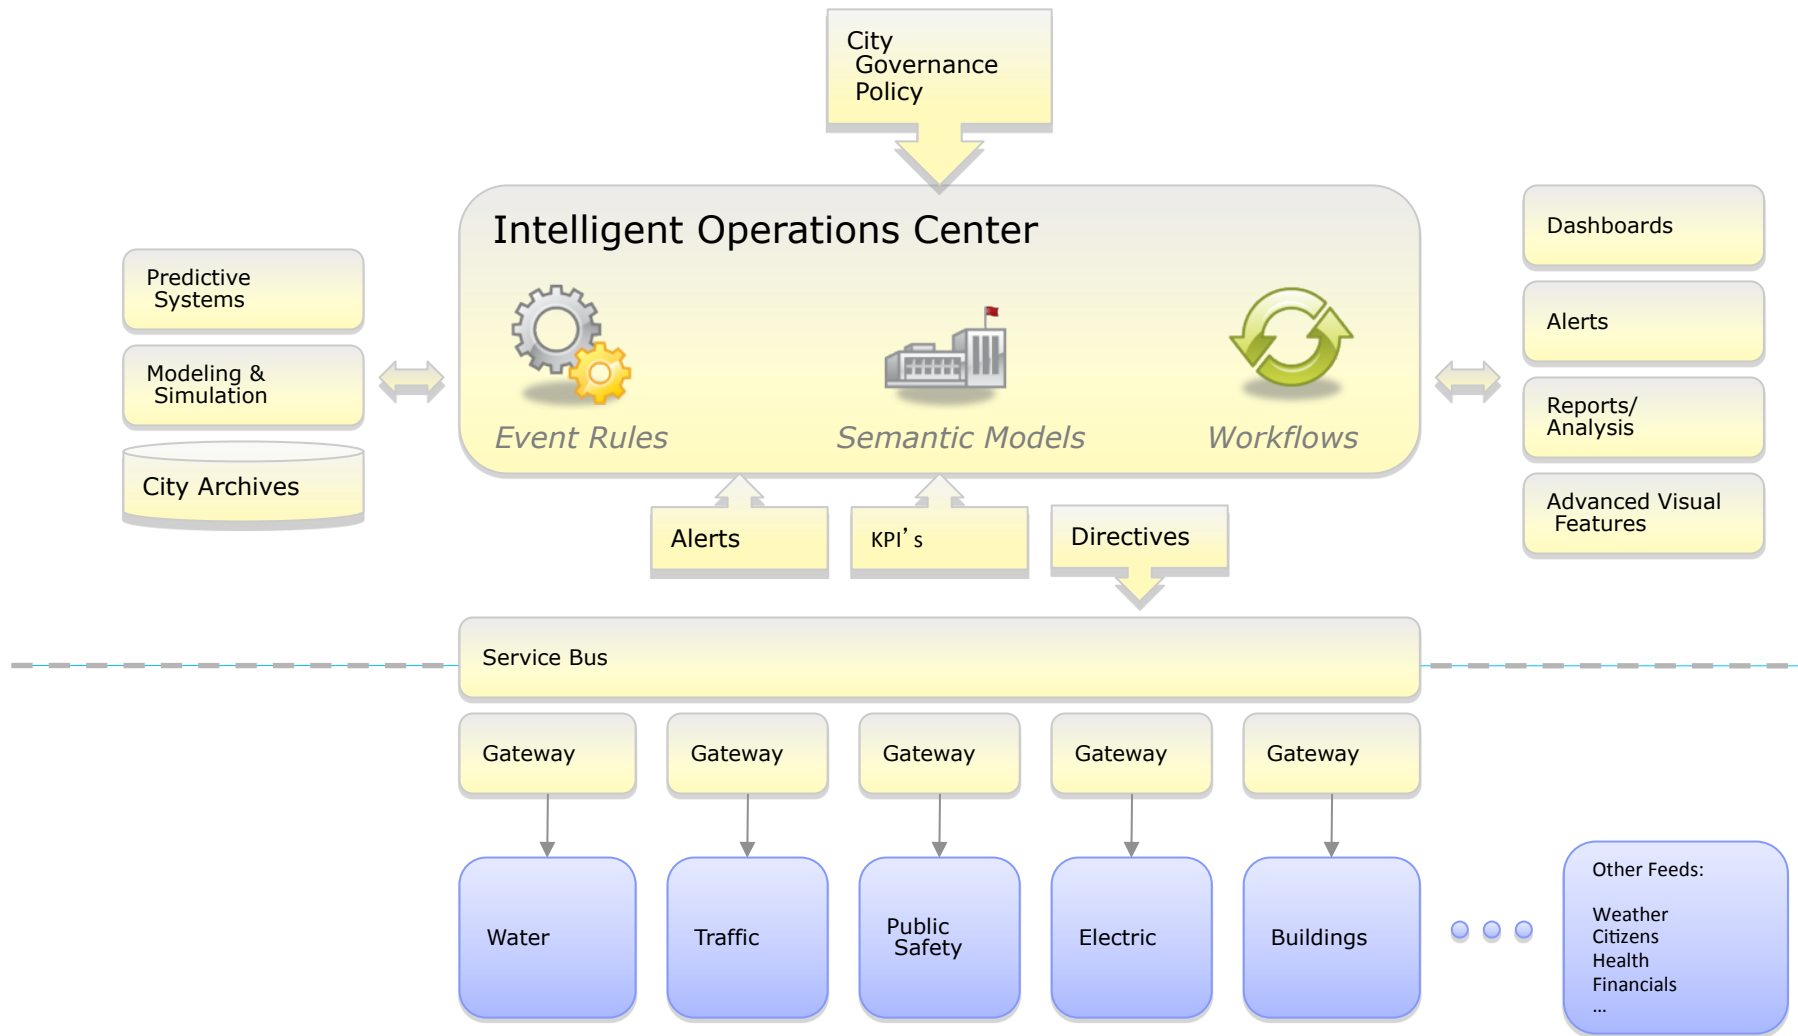 City
Governance
Policy
Intelligent Operations Center
Event Rules
Semantic Models
Workflows
Predictive
Systems
Modeling &
Simulation
City Archives
Dashboards
Alerts
Reports/
Analysis
Advanced Visual
Features
Alerts
KPI’s
Directives
Service Bus
Gateway
Gateway
Gateway
Gateway
Gateway
Water
Traffic
Public
Safety
Electric
Buildings
Other Feeds:
Weather
Citizens
Health
Financials
...